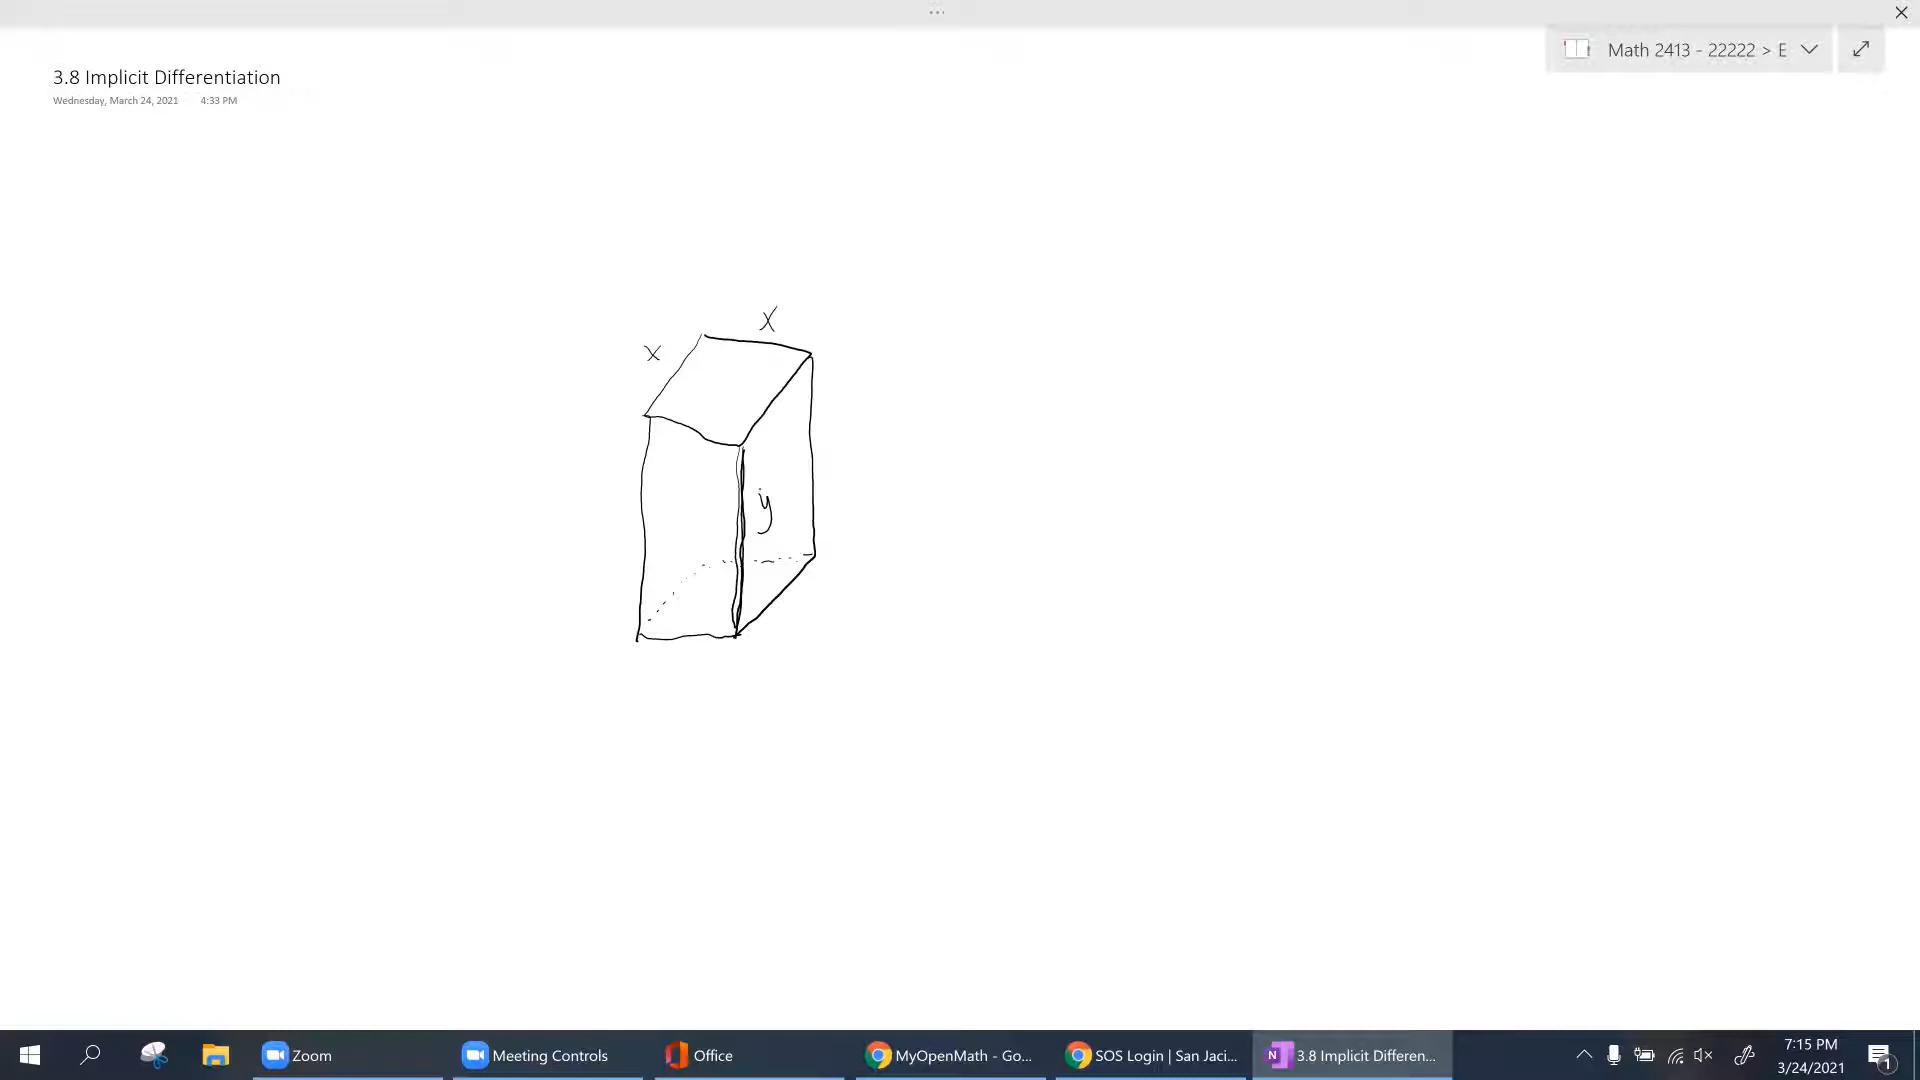 Math 2413 - 22222 > E
3.8 Implicit Differentiation
Wednesday, March 24, 2021 4:33 PM
x
x
y
Zoom
Meeting Controls
Office
MyOpenMath - Go...
SOS Login | San Jaci...
N 3.8 Implicit Differen...
7:15 PM
3/24/2021
1